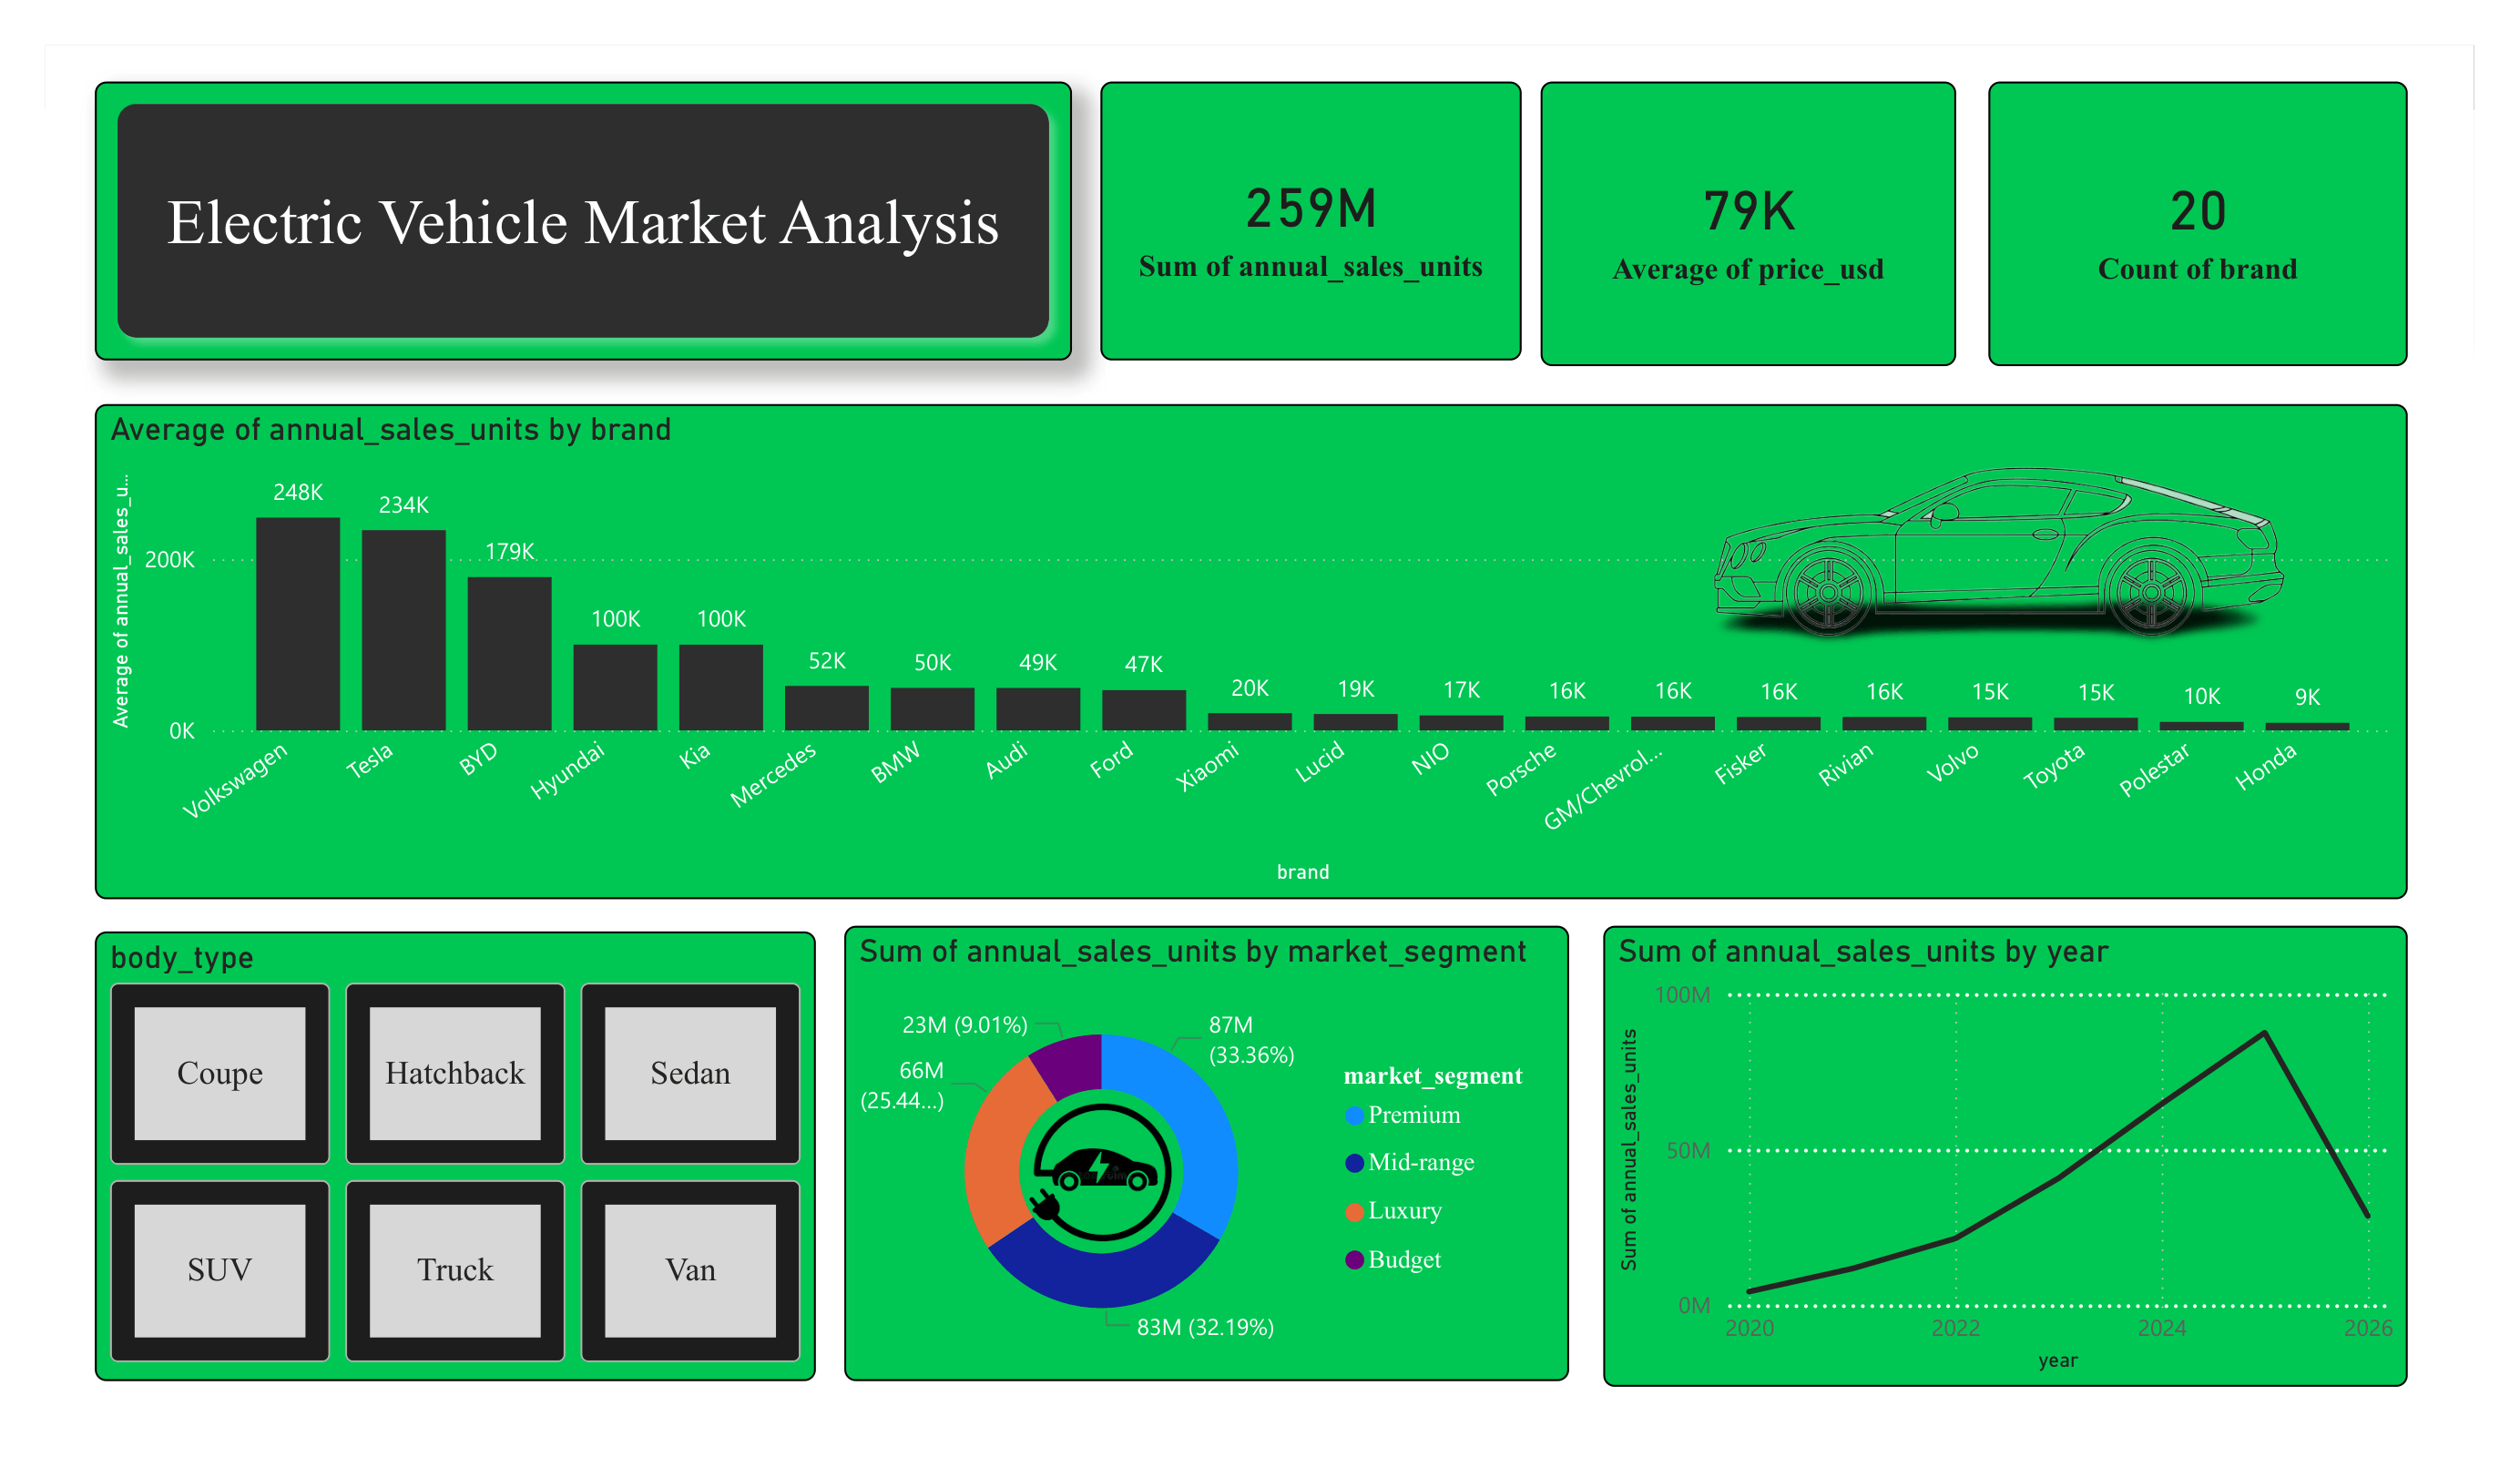 Electric Vehicle Market Analysis
259M
Sum of annual_sales_units
79K
Average of price_usd
20
Count of brand
Average of annual_sales_units by brand
Average of annual_sales_u...
200K
0K
248K
234K
179K
100K
100K
52K
50K
49K
47K
20K
19K
17K
16K
16K
16K
16K
15K
15K
10K
9K
Volkswagen
Tesla
BYD
Hyundai
Kia
Mercedes
BMW
Audi
Ford
Xiaomi
Lucid
NIO
Porsche
GM/Chevrol...
Fisker
Rivian
Volvo
Toyota
Polestar
Honda
brand
body_type
Coupe
Hatchback
Sedan
SUV
Truck
Van
Sum of annual_sales_units by market_segment
23M (9.01%)
87M
(33.36%)
66M
(25.44...)
83M (32.19%)
market_segment
Premium
Mid-range
Luxury
Budget
Sum of annual_sales_units by year
Sum of annual_sales_units
100M
50M
0M
2020
2022
2024
2026
year